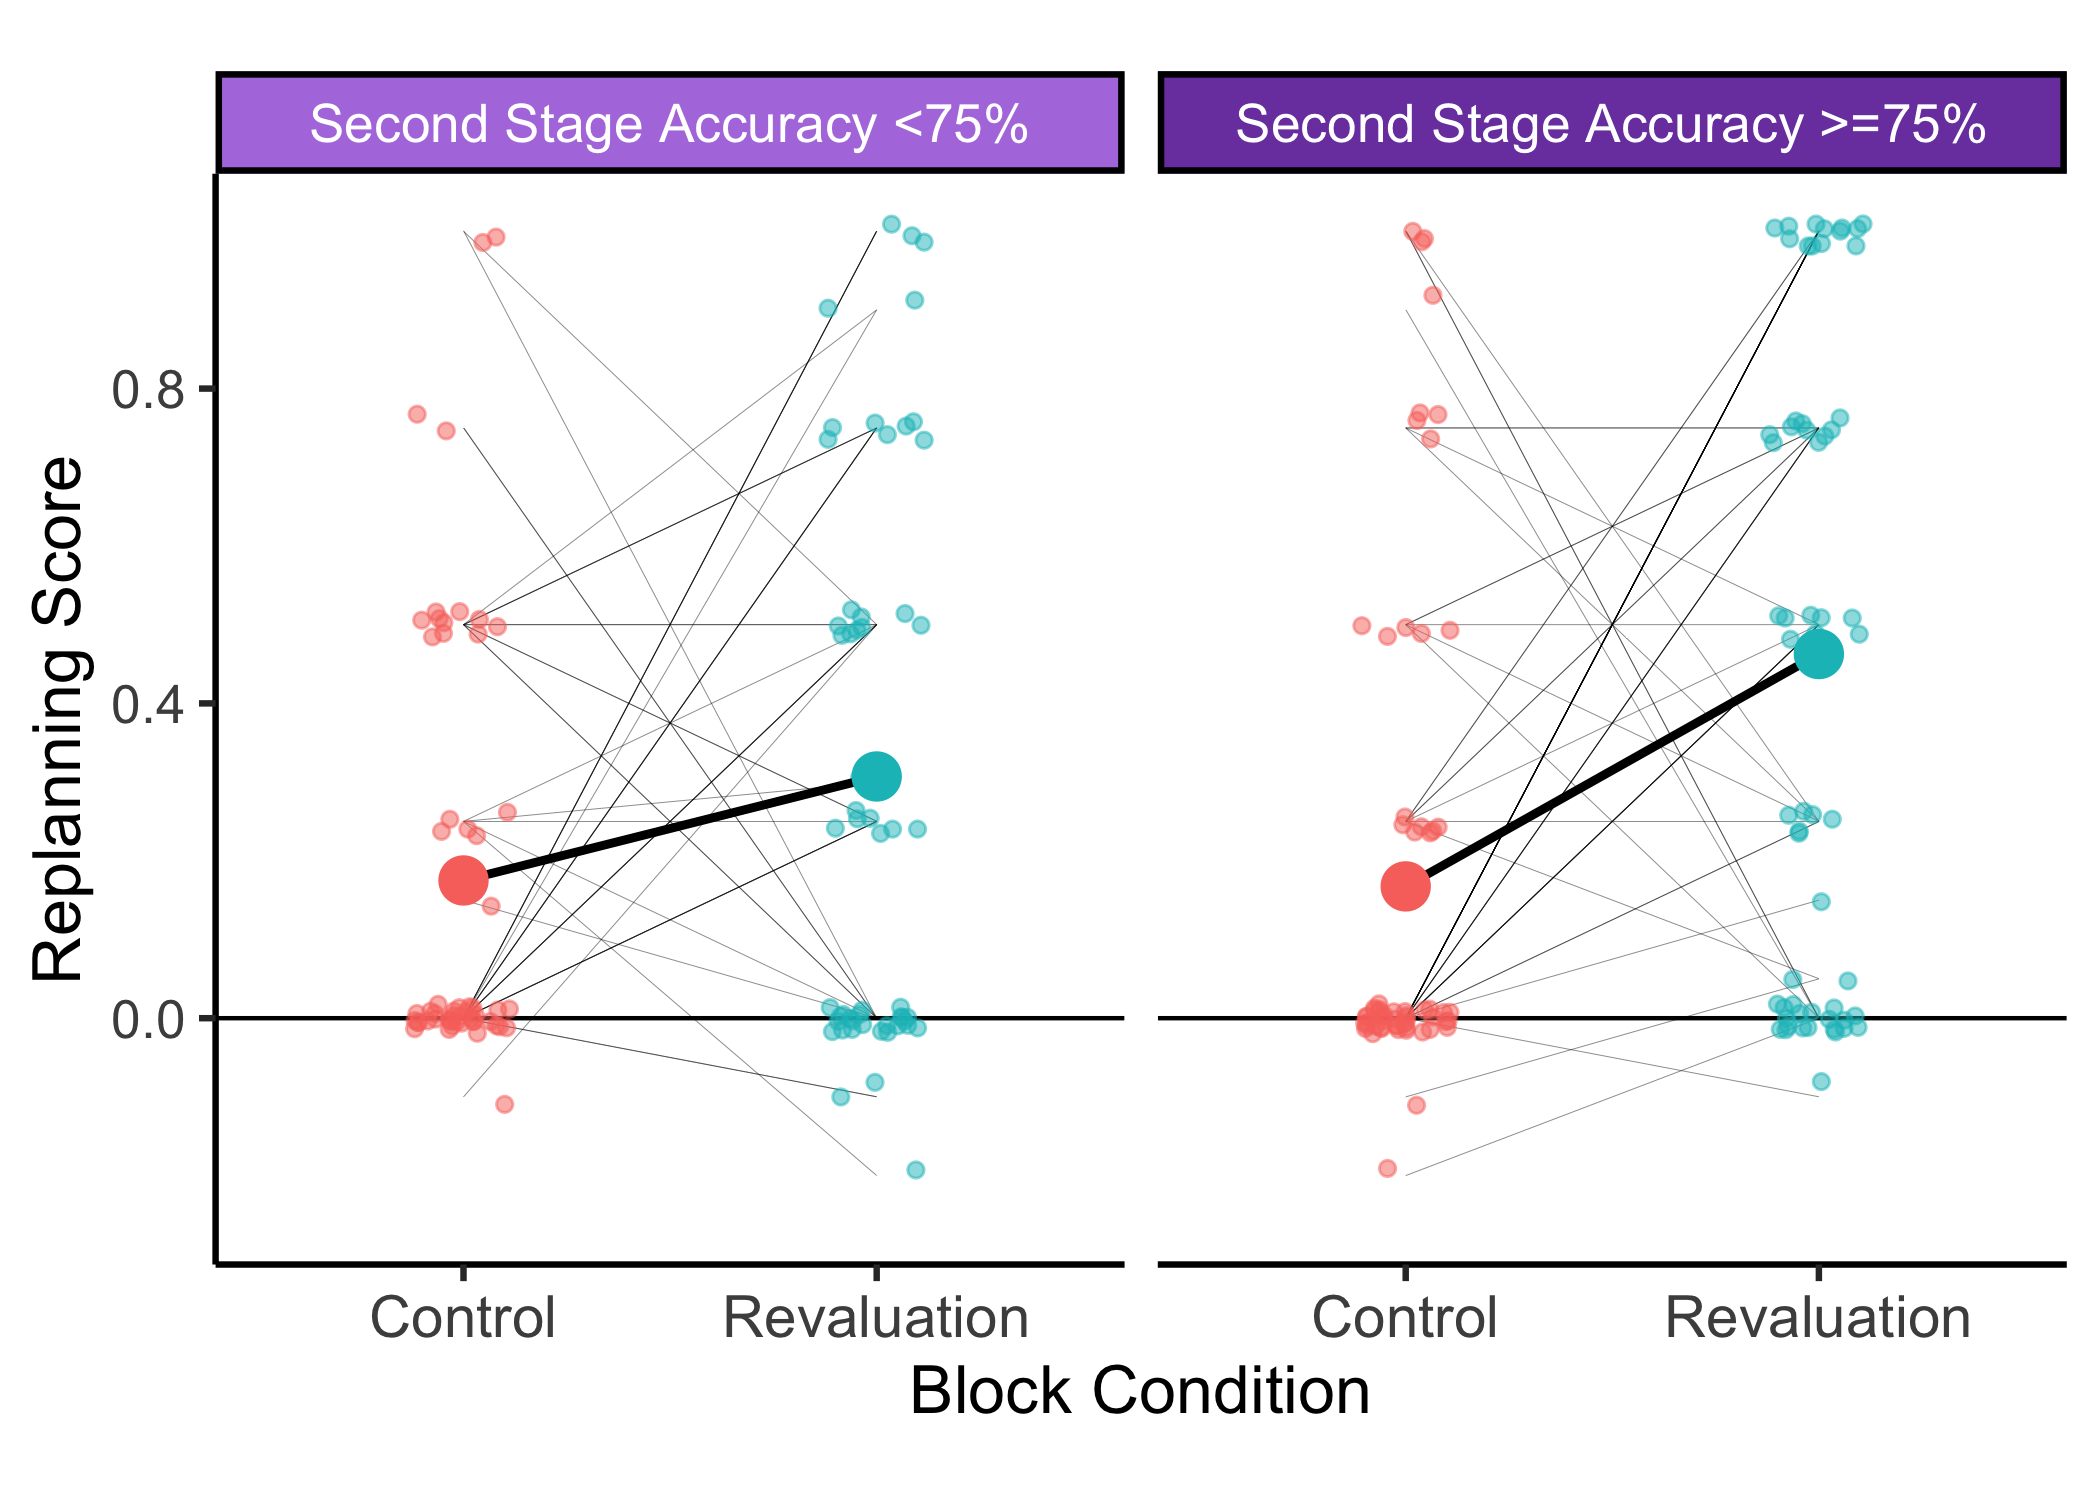 Second Stage Accuracy <75%
Second Stage Accuracy >=75%
Replanning Score
0.8
0.4
0.0
Control
Revaluation
Control
Revaluation
Block Condition